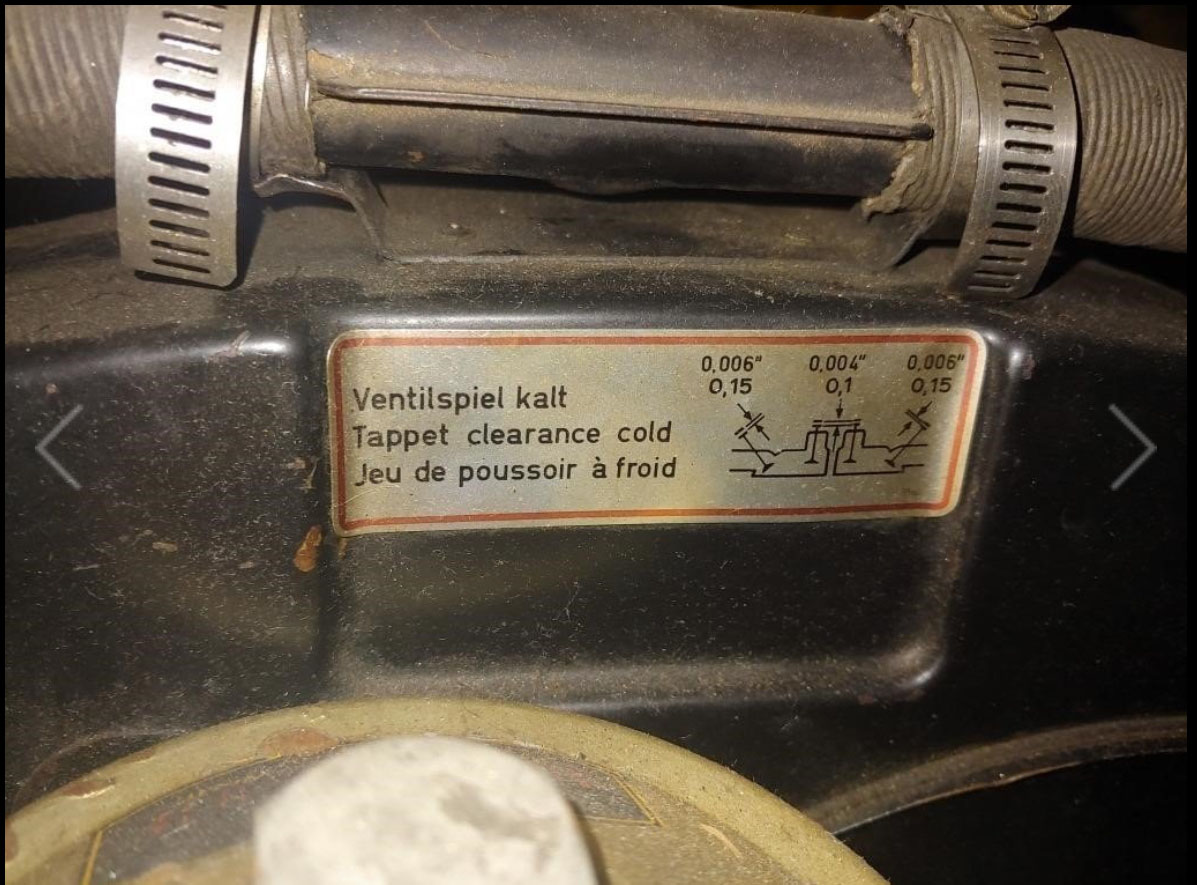 0,006" 0,004" 0,006"
0,15 0,1 0,15
Ventilspiel kalt
Tappet clearance cold
Jeu de poussoir à froid